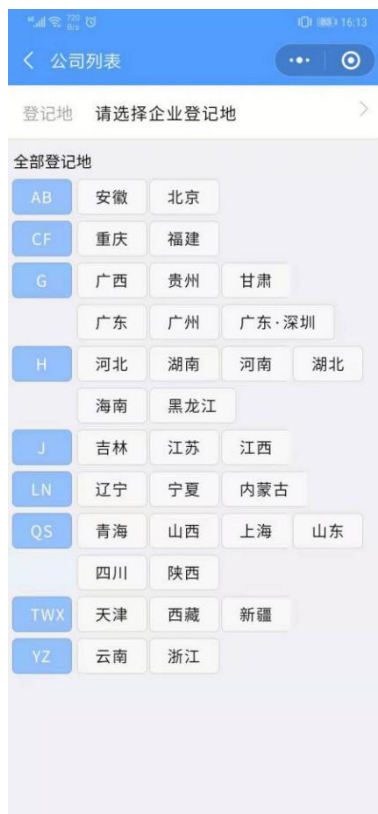 720
B/s
16:13
公司列表
登记地 请选择企业登记地
全部登记地
AB 安徽 北京
CF 重庆 福建
G 广西 贵州 甘肃
广东 广州 广东·深圳
H 河北 湖南 河南 湖北
海南 黑龙江
J 吉林 江苏 江西
LN 辽宁 宁夏 内蒙古
QS 青海 山西 上海 山东
四川 陕西
TWX 天津 西藏 新疆
YZ 云南 浙江